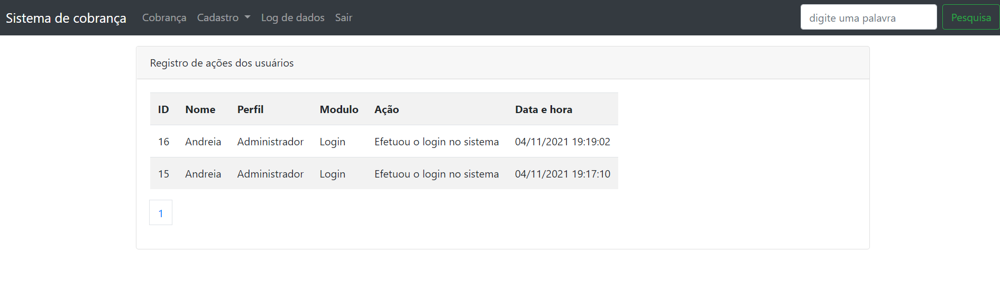 Sistema de cobrança Cobrança Cadastro Log de dados Sair digite uma palavra Pesquisa
Registro de ações dos usuários
ID Nome Perfil Modulo Ação Data e hora
16 Andreia Administrador Login Efetuou o login no sistema 04/11/2021 19:19:02
15 Andreia Administrador Login Efetuou o login no sistema 04/11/2021 19:17:10
1